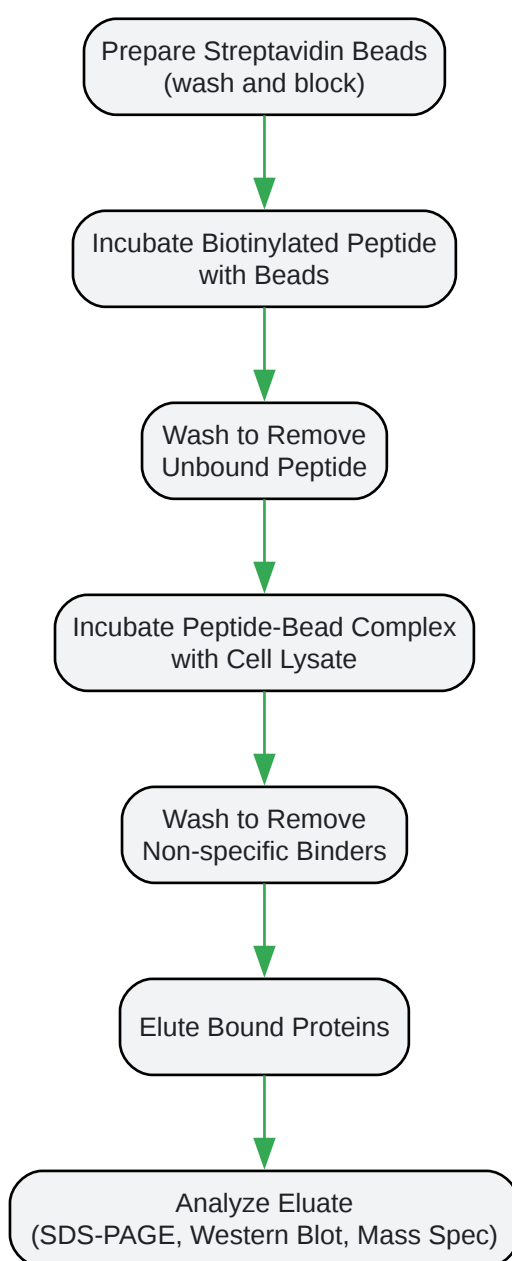 Prepare Streptavidin Beads
(wash and block)
Incubate Biotinylated Peptide
with Beads
Wash to Remove
Unbound Peptide
Incubate Peptide-Bead Complex
with Cell Lysate
Wash to Remove
Non-specific Binders
Elute Bound Proteins
Analyze Eluate
(SDS-PAGE, Western Blot, Mass Spec)